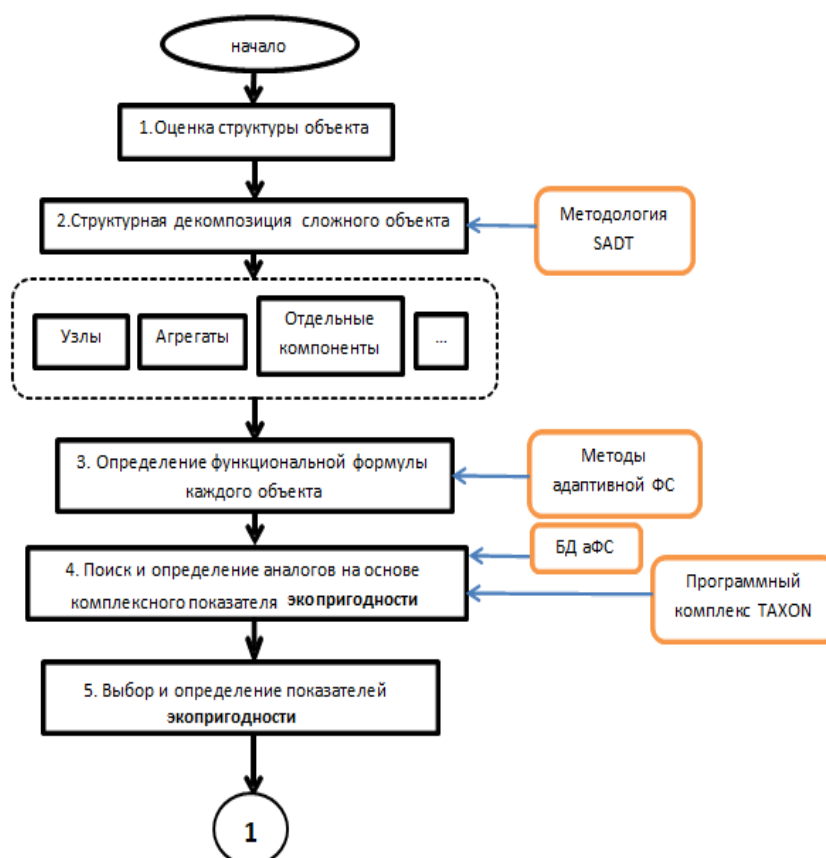 начало
1.Оценка структуры объекта
2.Структурная декомпозиция сложного объекта
Методология
SADT
Узлы
Агрегаты
Отдельные
компоненты
...
3. Определение функциональной формулы
каждого объекта
Методы
адаптивной ФС
БД аФС
4. Поиск и определение аналогов на основе
комплексного показателя экопригодности
Программный
комплекс TAXON
5. Выбор и определение показателей
экопригодности
1